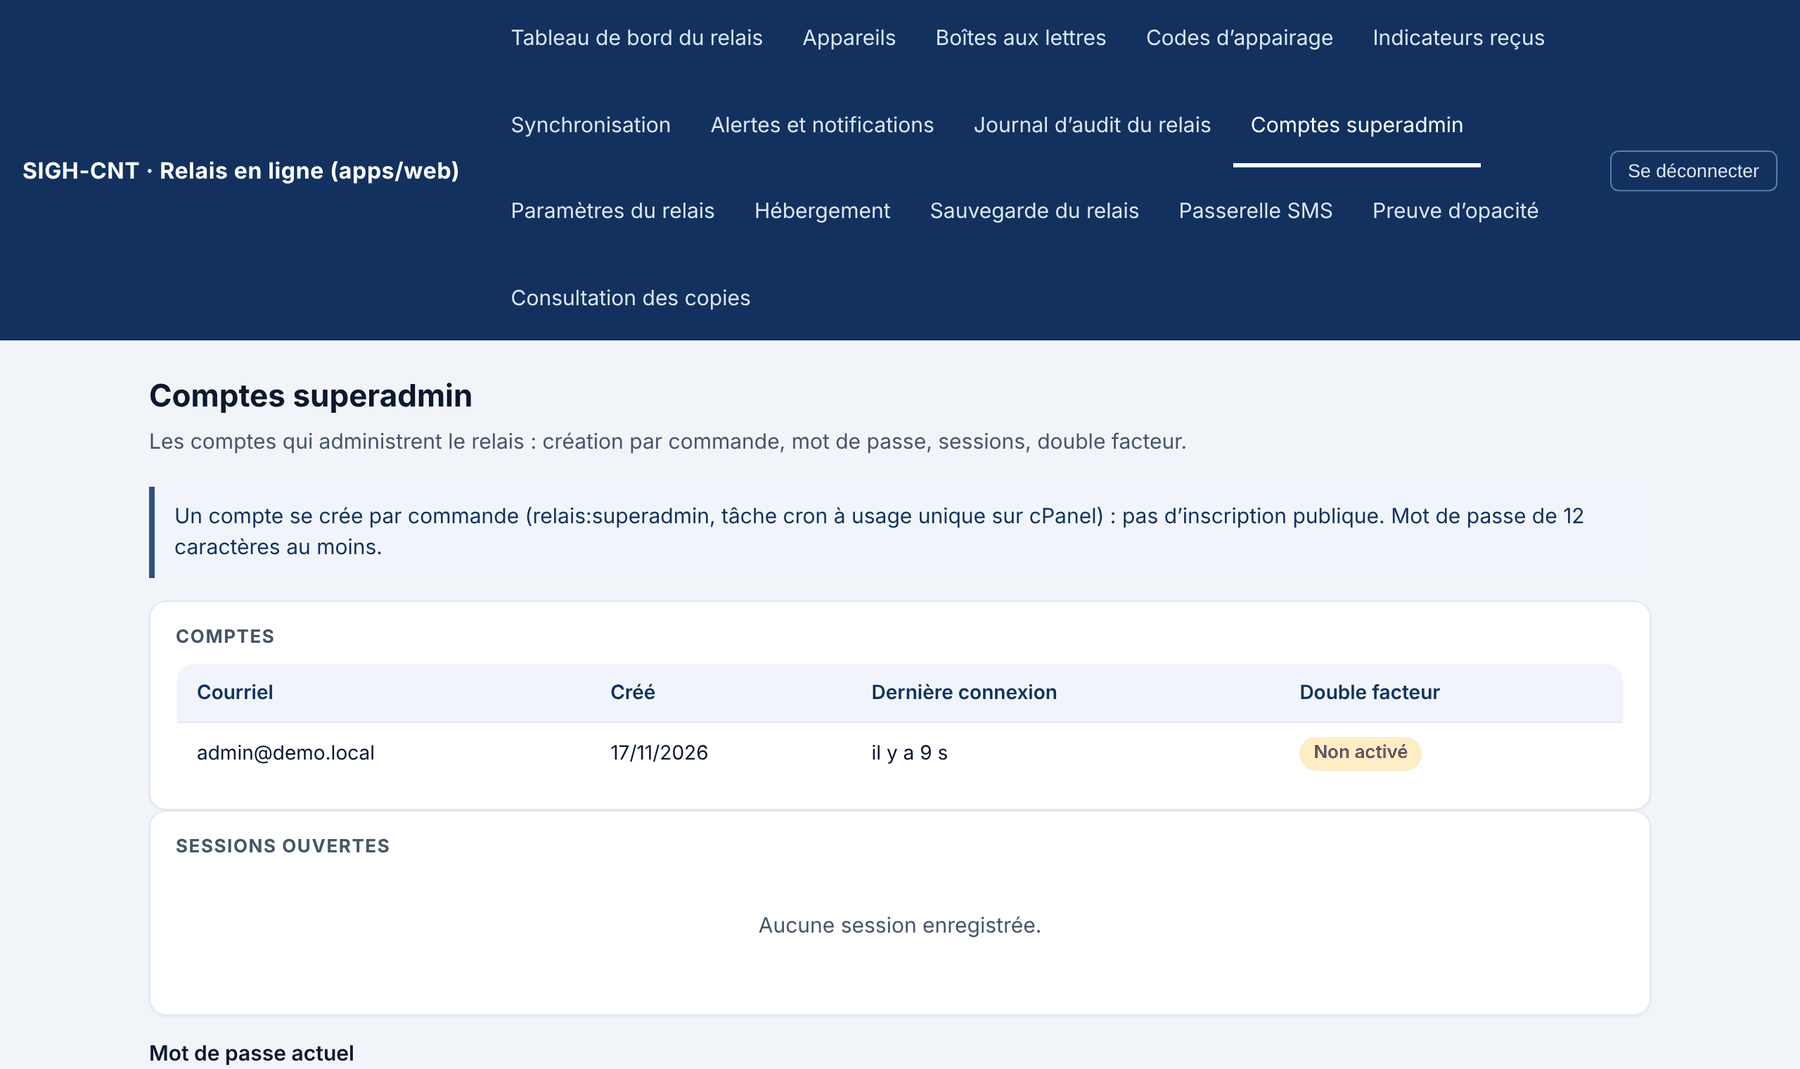 Tableau de bord du relais Appareils Boîtes aux lettres Codes d’appairage Indicateurs reçus
Synchronisation Alertes et notifications Journal d’audit du relais Comptes superadmin
SIGH-CNT · Relais en ligne (apps/web)
Se déconnecter
Paramètres du relais Hébergement Sauvegarde du relais Passerelle SMS Preuve d’opacité
Consultation des copies
Comptes superadmin
Les comptes qui administrent le relais : création par commande, mot de passe, sessions, double facteur.
Un compte se crée par commande (relais:superadmin, tâche cron à usage unique sur cPanel) : pas d’inscription publique. Mot de passe de 12
caractères au moins.
COMPTES
Courriel Créé Dernière connexion Double facteur
admin@demo.local 17/11/2026 il y a 9 s Non activé
SESSIONS OUVERTES
Aucune session enregistrée.
Mot de passe actuel